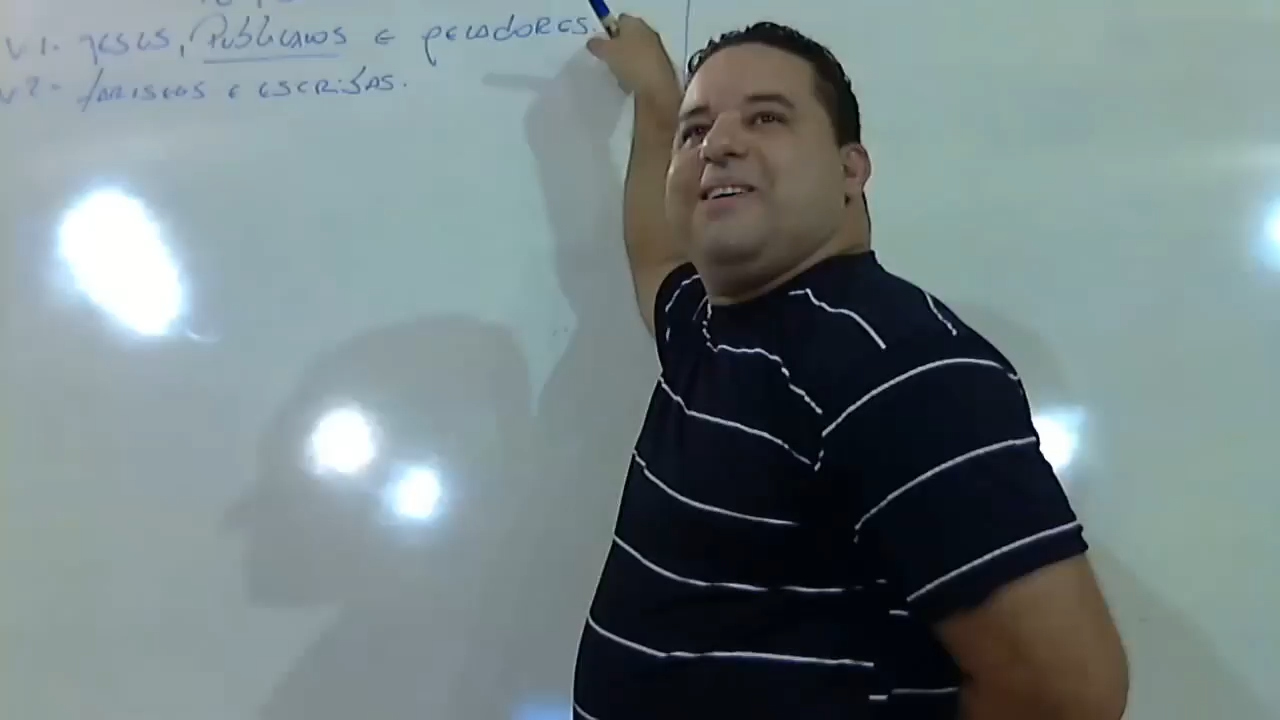 V1- JESUS, PUBLICANOS E PECADORES.
V2- FARISEUS E ESCRIBAS.